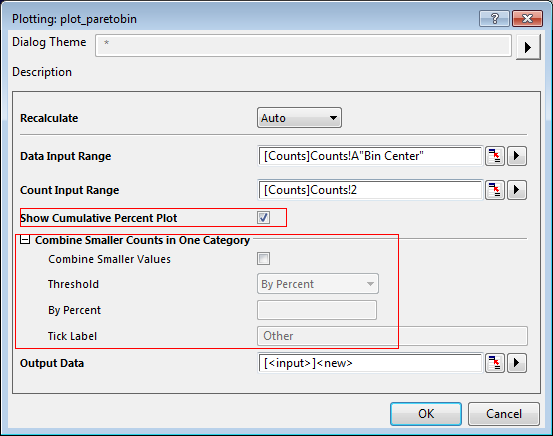 Plotting: plot_paretobin
Dialog Theme *
Description
Recalculate Auto
Data Input Range [Counts]Counts!A"Bin Center"
Count Input Range [Counts]Counts!2
Show Cumulative Percent Plot
Combine Smaller Counts in One Category
Combine Smaller Values
Threshold By Percent
By Percent
Tick Label Other
Output Data [<input>]<new>
OK Cancel